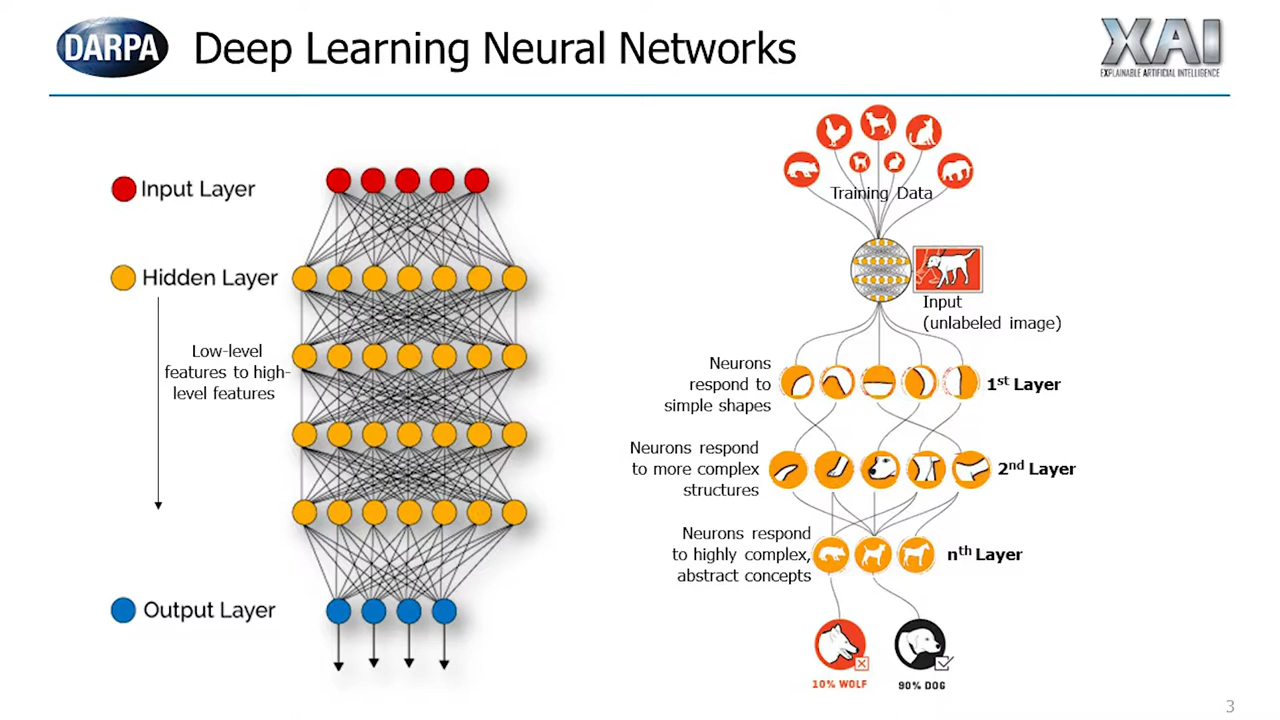 DARPA
Deep Learning Neural Networks
XAI
EXPLAINABLE ARTIFICIAL INTELLIGENCE
Input Layer
Hidden Layer
Low-level
features to high-
level features
Output Layer
Training Data
Input
(unlabeled image)
Neurons
respond to
simple shapes
1st Layer
Neurons respond
to more complex
structures
2nd Layer
Neurons respond
to highly complex,
abstract concepts
nth Layer
10% WOLF
90% DOG
3